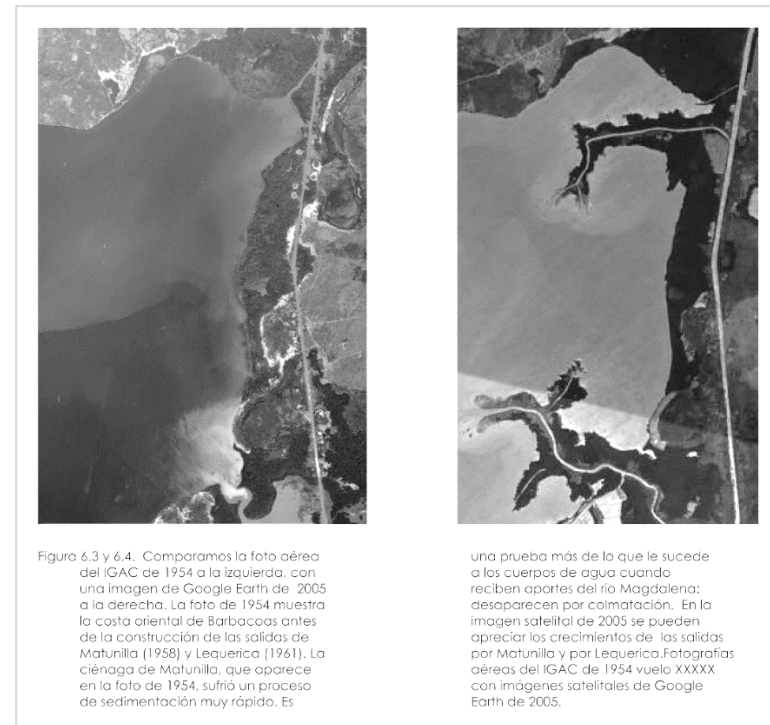 Figura 6.3 y 6.4. Comparamos la foto aérea
del IGAC de 1954 a la izquierda, con
una imagen de Google Earth de 2005
a la derecha. La foto de 1954 muestra
la costa oriental de Barbacoas antes
de la construcción de las salidas de
Matunilla (1958) y Lequerica (1961). La
ciénaga de Matunilla, que aparece
en la foto de 1954, sufrió un proceso
de sedimentación muy rápido. Es
una prueba más de lo que le sucede
a los cuerpos de agua cuando
reciben aportes del río Magdalena:
desaparecen por colmatación. En la
imagen satelital de 2005 se pueden
apreciar los crecimientos de las salidas
por Matunilla y por Lequerica.Fotografías
aéreas del IGAC de 1954 vuelo XXXXX
con imágenes satelitales de Google
Earth de 2005.